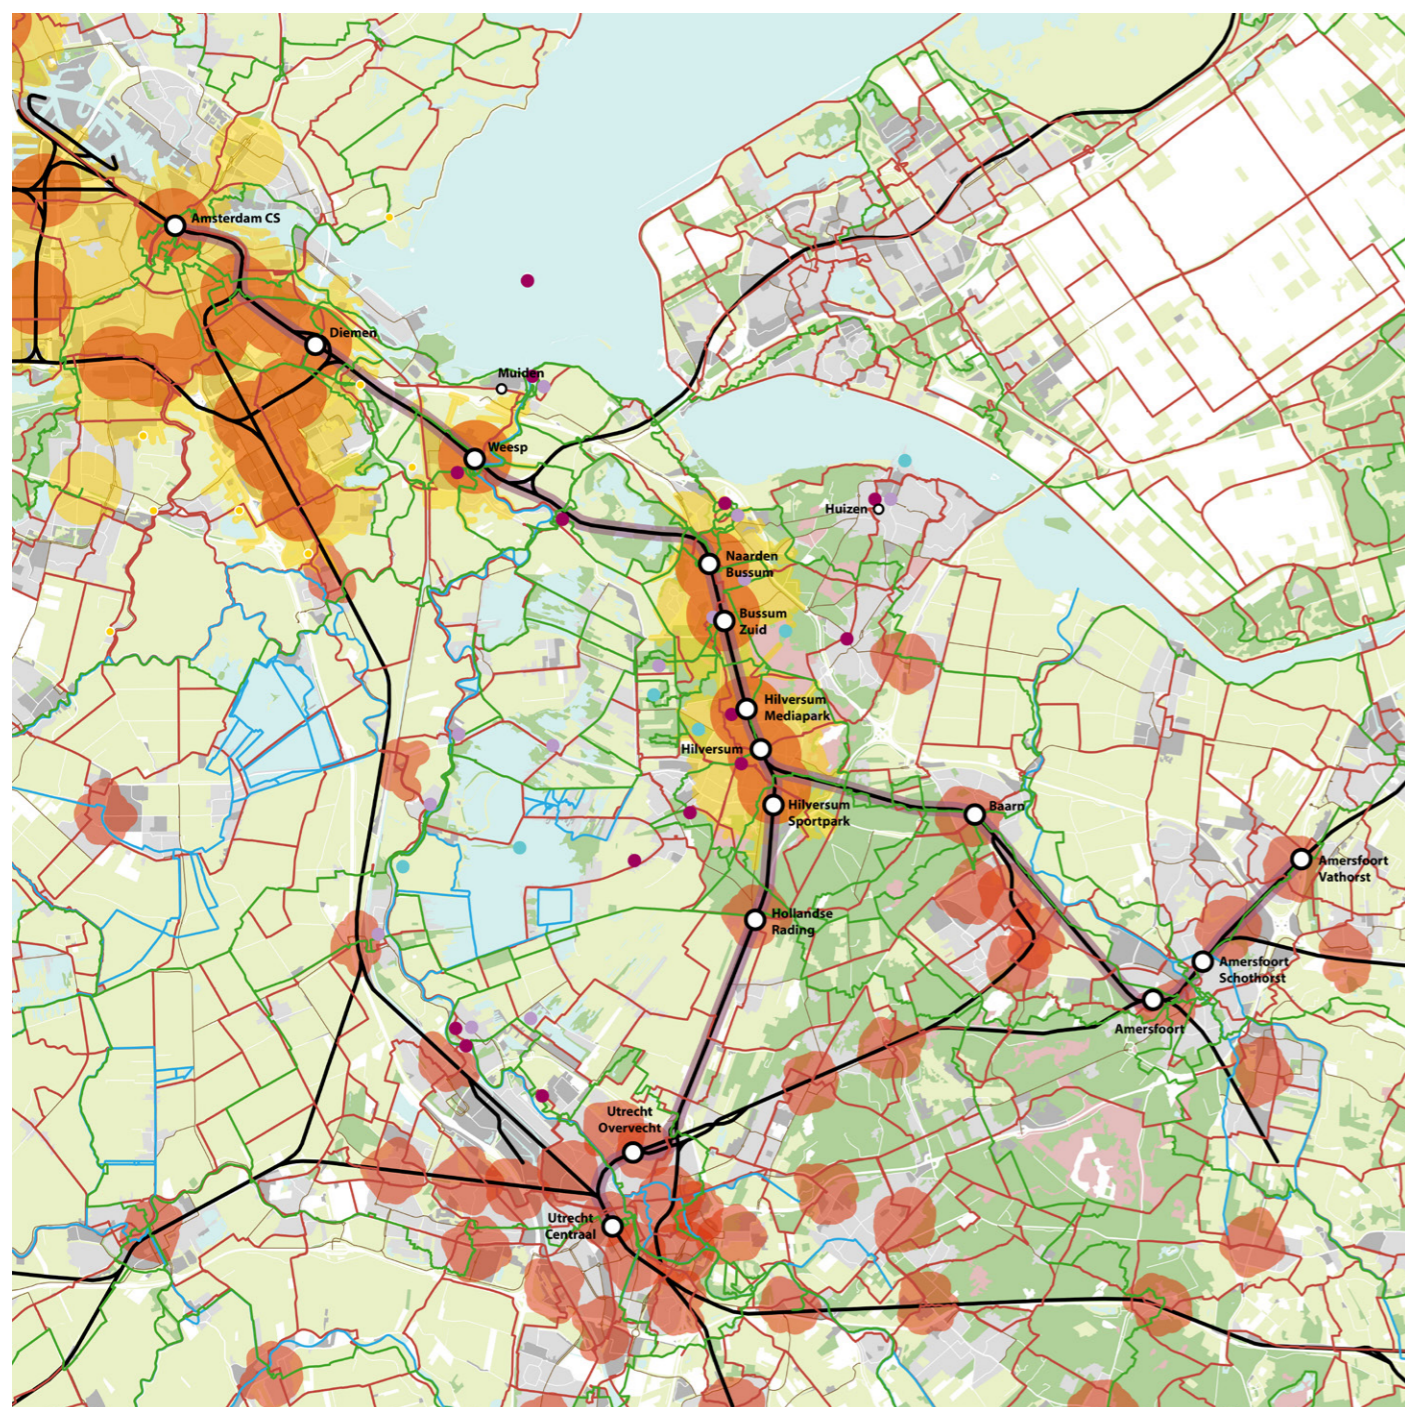 Amsterdam CS
Diemen
Muiden
Weesp
Huizen
Naarden
Bussum
Bussum
Zuid
Hilversum
Mediapark
Hilversum
Hilversum
Sportpark
Baarn
Amersfoort
Vathorst
Hollandse
Rading
Amersfoort
Schothorst
Amersfoort
Utrecht
Overvecht
Utrecht
Centraal